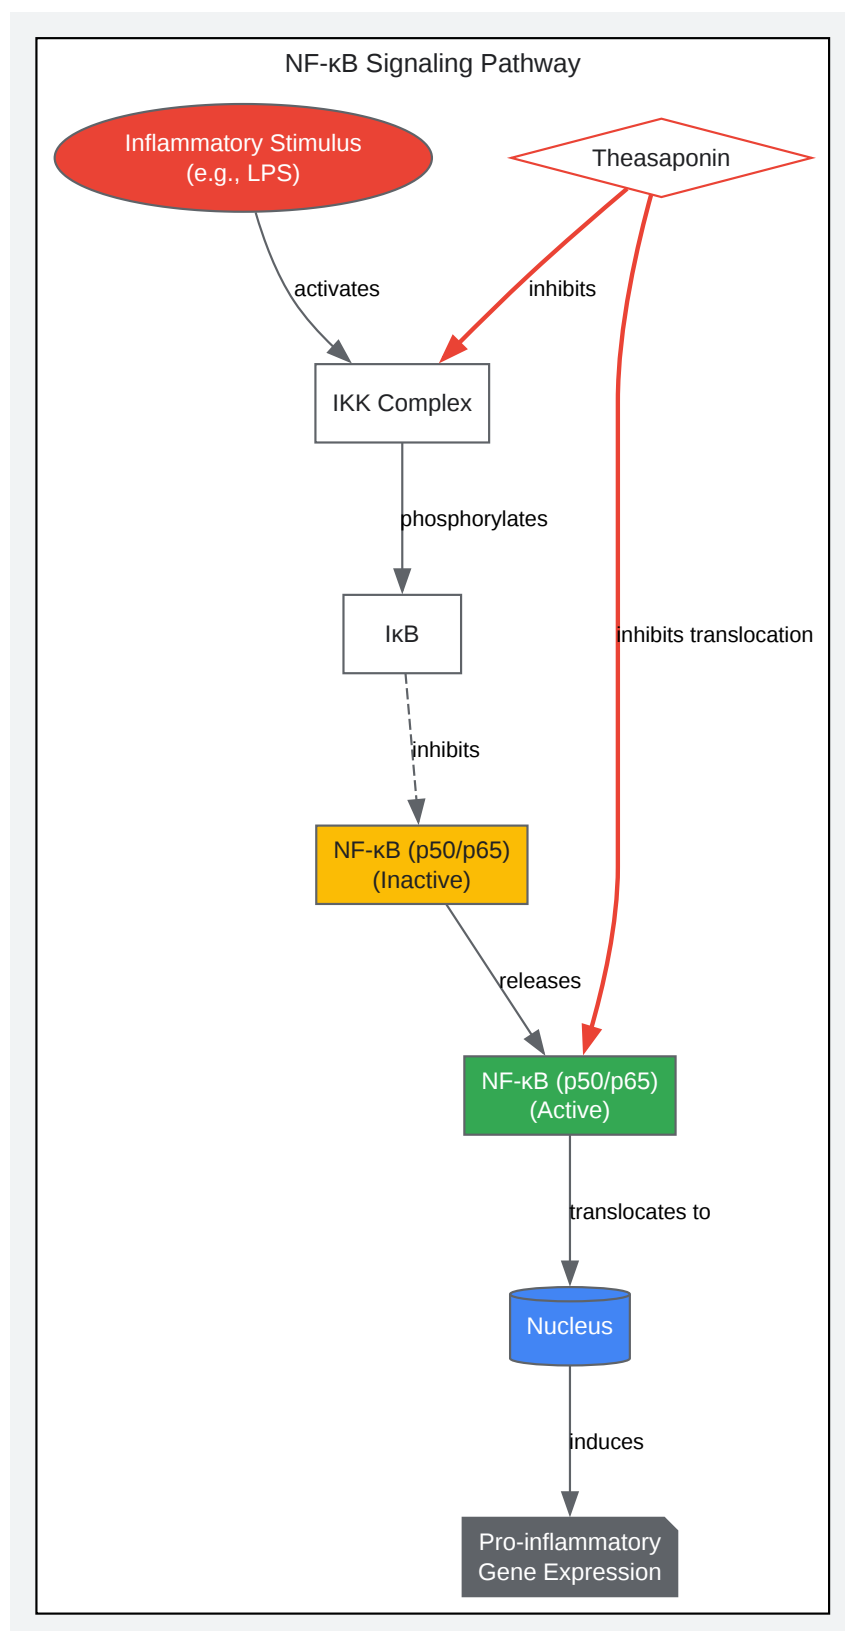 NF-κB Signaling Pathway
Inflammatory Stimulus
(e.g., LPS)
Theasaponin
activates
inhibits
IKK Complex
phosphorylates
IκB
inhibits translocation
inhibits
NF-κB (p50/p65)
(Inactive)
releases
NF-κB (p50/p65)
(Active)
translocates to
Nucleus
induces
Pro-inflammatory
Gene Expression